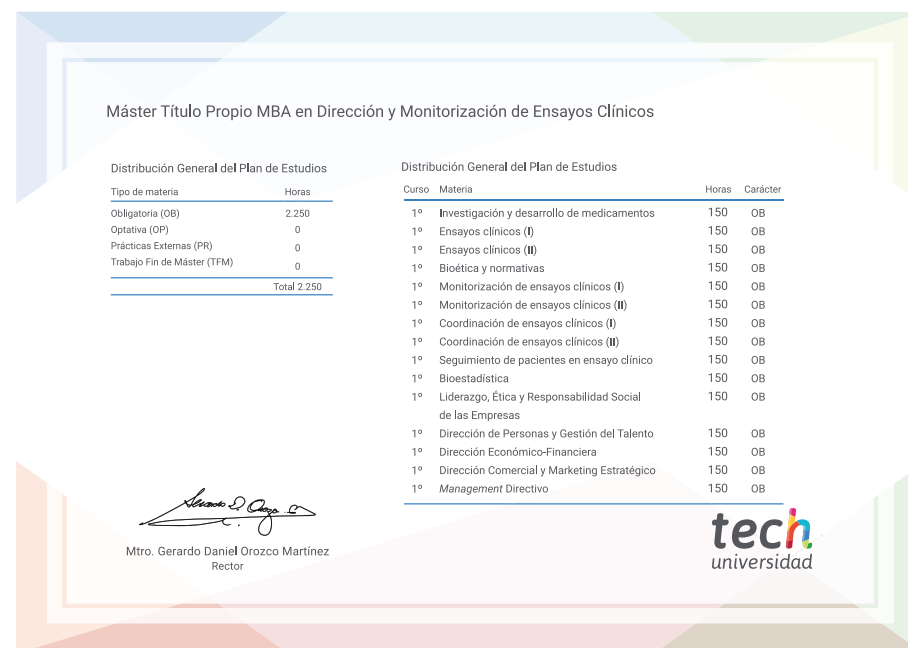 Máster Título Propio MBA en Dirección y Monitorización de Ensayos Clínicos
Distribución General del Plan de Estudios
Tipo de materia Horas
Obligatoria (OB) 2.250
Optativa (OP) 0
Prácticas Externas (PR) 0
Trabajo Fin de Máster (TFM) 0
Total 2.250
Distribución General del Plan de Estudios
Curso Materia Horas Carácter
1º Investigación y desarrollo de medicamentos 150 OB
1º Ensayos clínicos (I) 150 OB
1º Ensayos clínicos (II) 150 OB
1º Bioética y normativas 150 OB
1º Monitorización de ensayos clínicos (I) 150 OB
1º Monitorización de ensayos clínicos (II) 150 OB
1º Coordinación de ensayos clínicos (I) 150 OB
1º Coordinación de ensayos clínicos (II) 150 OB
1º Seguimiento de pacientes en ensayo clínico 150 OB
1º Bioestadística 150 OB
1º Liderazgo, Ética y Responsabilidad Social 150 OB
de las Empresas
1º Dirección de Personas y Gestión del Talento 150 OB
1º Dirección Económico-Financiera 150 OB
1º Dirección Comercial y Marketing Estratégico 150 OB
1º Management Directivo 150 OB
Mtro. Gerardo Daniel Orozco Martínez
Rector
tech
universidad